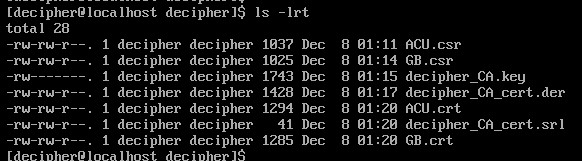 [decipher@localhost decipher]$ ls -lrt
total 28
-rw-rw-r--. 1 decipher decipher 1037 Dec  8 01:11 ACU.csr
-rw-rw-r--. 1 decipher decipher 1025 Dec  8 01:14 GB.csr
-rw-------. 1 decipher decipher 1743 Dec  8 01:15 decipher_CA.key
-rw-rw-r--. 1 decipher decipher 1428 Dec  8 01:17 decipher_CA_cert.der
-rw-rw-r--. 1 decipher decipher 1294 Dec  8 01:20 ACU.crt
-rw-rw-r--. 1 decipher decipher   41 Dec  8 01:20 decipher_CA_cert.srl
-rw-rw-r--. 1 decipher decipher 1285 Dec  8 01:20 GB.crt
[decipher@localhost decipher]$